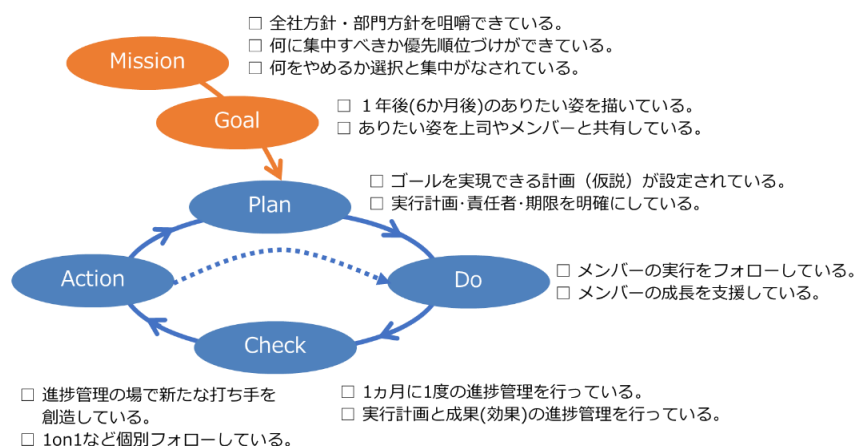 Mission
□ 全社方針・部門方針を咀嚼できている。
□ 何に集中すべきか優先順位づけができている。
□ 何をやめるか選択と集中がなされている。
Goal
□ １年後(6か月後)のありたい姿を描いている。
□ ありたい姿を上司やメンバーと共有している。
Plan
□ ゴールを実現できる計画（仮説）が設定されている。
□ 実行計画･責任者･期限を明確にしている。
Action
Do
□ メンバーの実行をフォローしている。
□ メンバーの成長を支援している。
Check
□ 進捗管理の場で新たな打ち手を
創造している。
□ 1on1など個別フォローしている。
□ 1ヵ月に1度の進捗管理を行っている。
□ 実行計画と成果(効果)の進捗管理を行っている。